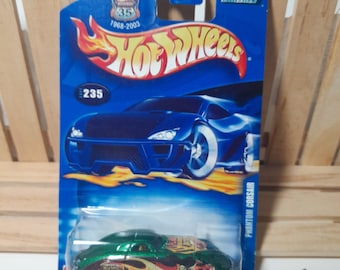 35
1968-2003
HOT WHEELS
235
PHANTOM CORSAIR